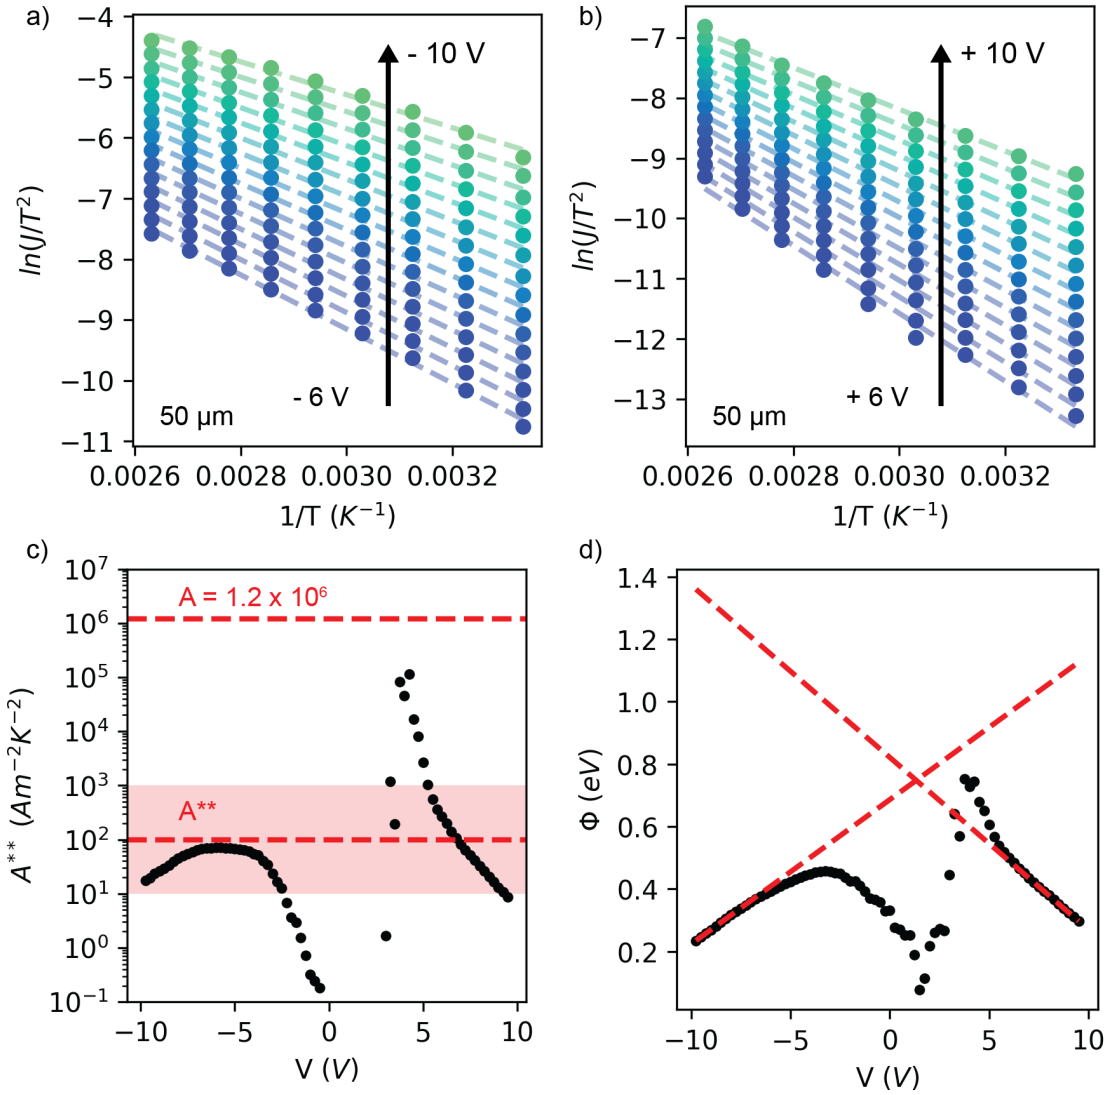 a)
−4
−5
−6
−7
−8
−9
−10
−11
ln(J/T²)
- 10 V
- 6 V
50 µm
0.0026 0.0028 0.0030 0.0032
1/T (K⁻¹)
b)
−7
−8
−9
−10
−11
−12
−13
ln(J/T²)
+ 10 V
+ 6 V
50 µm
0.0026 0.0028 0.0030 0.0032
1/T (K⁻¹)
c)
10⁷
10⁶
10⁵
10⁴
10³
10²
10¹
10⁰
10⁻¹
A** (Am⁻²K⁻²)
A = 1.2 x 10⁶
A**
−10 −5 0 5 10
V (V)
d)
1.4
1.2
1.0
0.8
0.6
0.4
0.2
Φ (eV)
−10 −5 0 5 10
V (V)